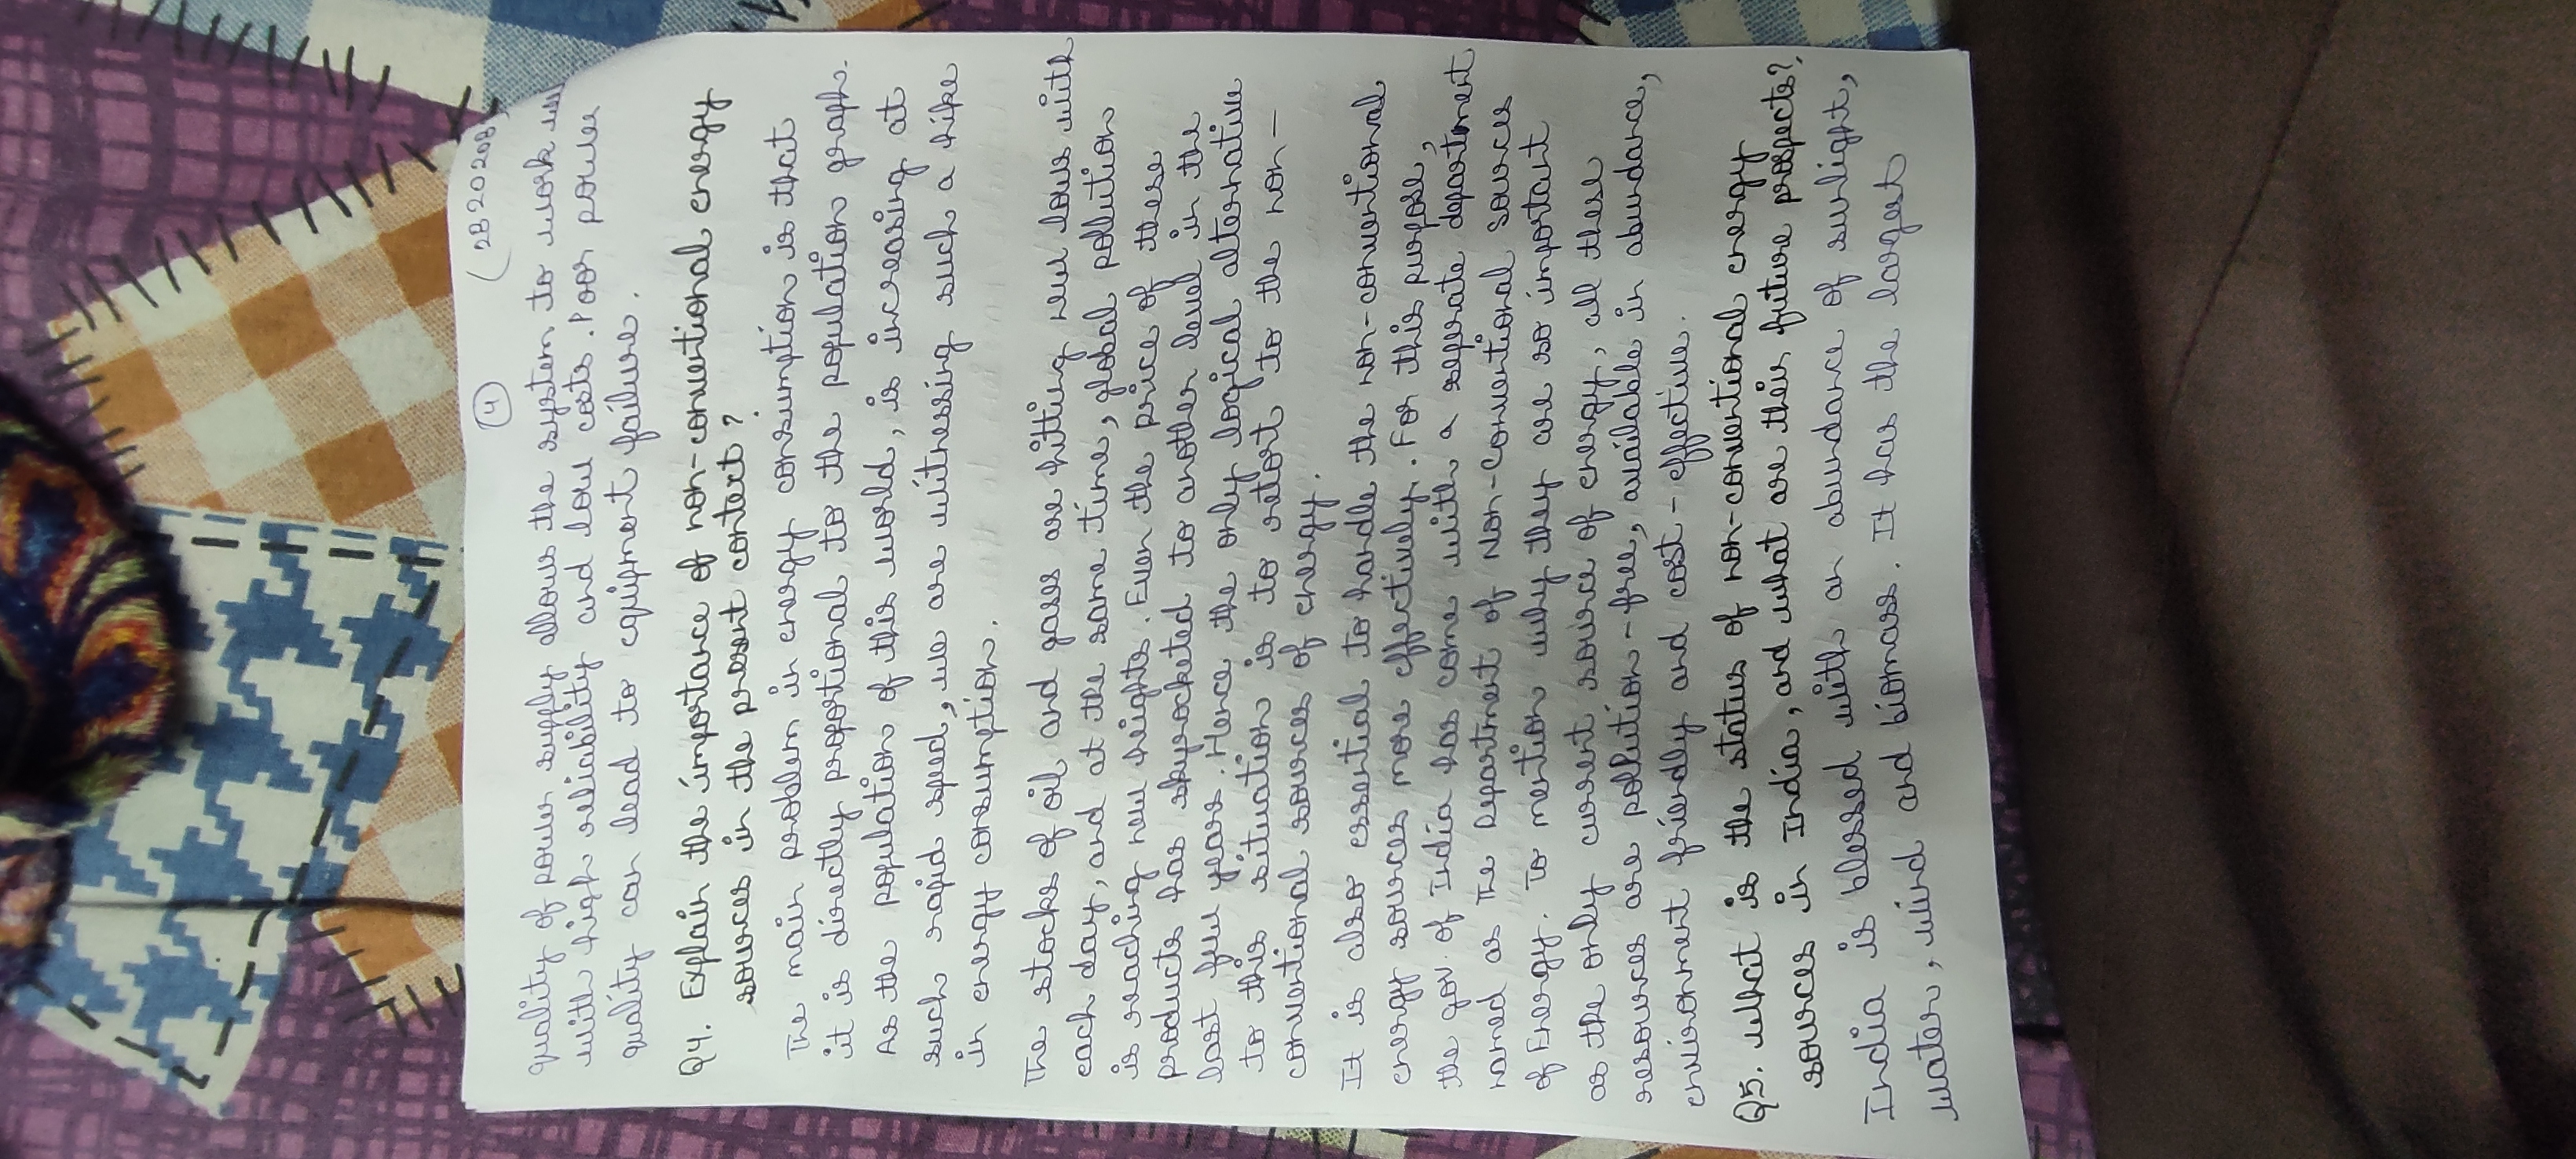 4 (2820208)
quality of power supply allows the system to work
with high reliability and low costs. Poor power
quality can lead to equipment failure.
Q4. Explain the importance of non-conventional energy
sources in the present context?
The main problem in energy consumption is that
it is directly proportional to the population graph.
As the population of this world, is increasing at
such rapid speed, we are witnessing such a hike
in energy consumption.
The stocks of oil and gases are hitting new lows with
each day, and at the same time, global pollution
is reaching new heights. Even the price of these
products has skyrocketed to another level in the
last few years. Hence the only logical alternative
to this situation is to retort to the non-
conventional sources of energy.
It is also essential to handle the non-conventional
energy sources more effectively. For this purpose,
the gov. of India has come with a seperate department
named as The Department of Non-Conventional Sources
of Energy. To mention why they are so important
as the only current source of energy, all these
resources are pollution-free, available in abundance,
environment friendly and cost-effective.
Q5. What is the status of non-conventional energy
sources in India, and what are their future prospects?
India is blessed with an abundance of sunlight,
water, wind and biomass. It has the largest